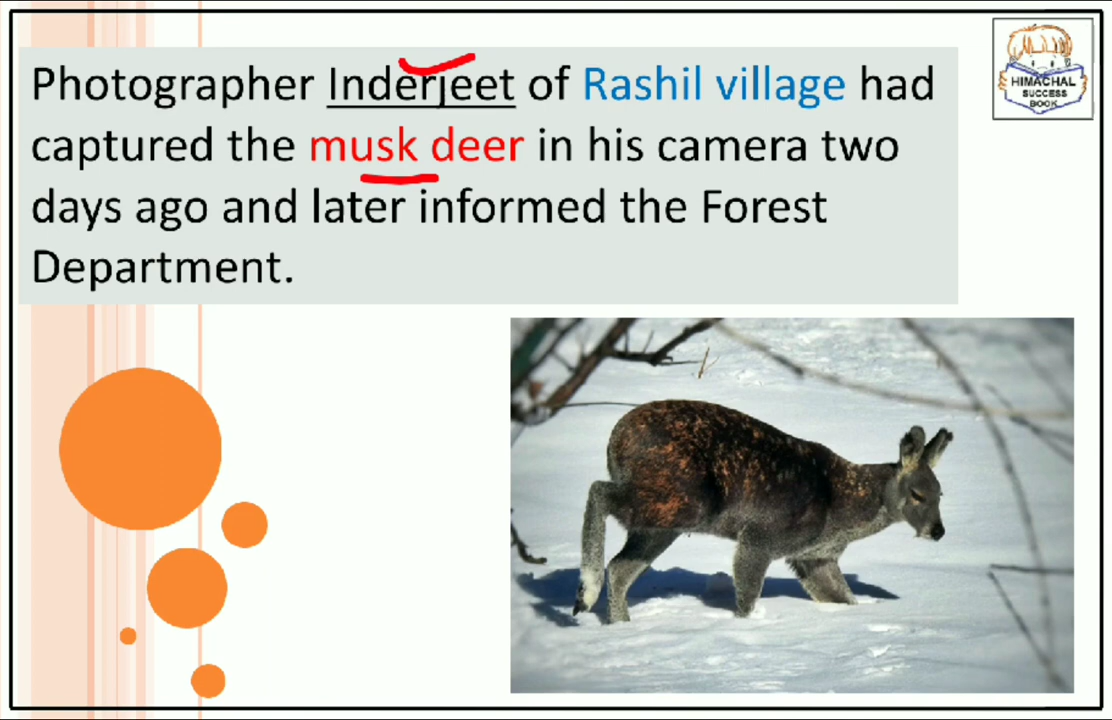 Photographer Inderjeet of Rashil village had
captured the musk deer in his camera two
days ago and later informed the Forest
Department.
HIMACHAL
SUCCESS
BOOK